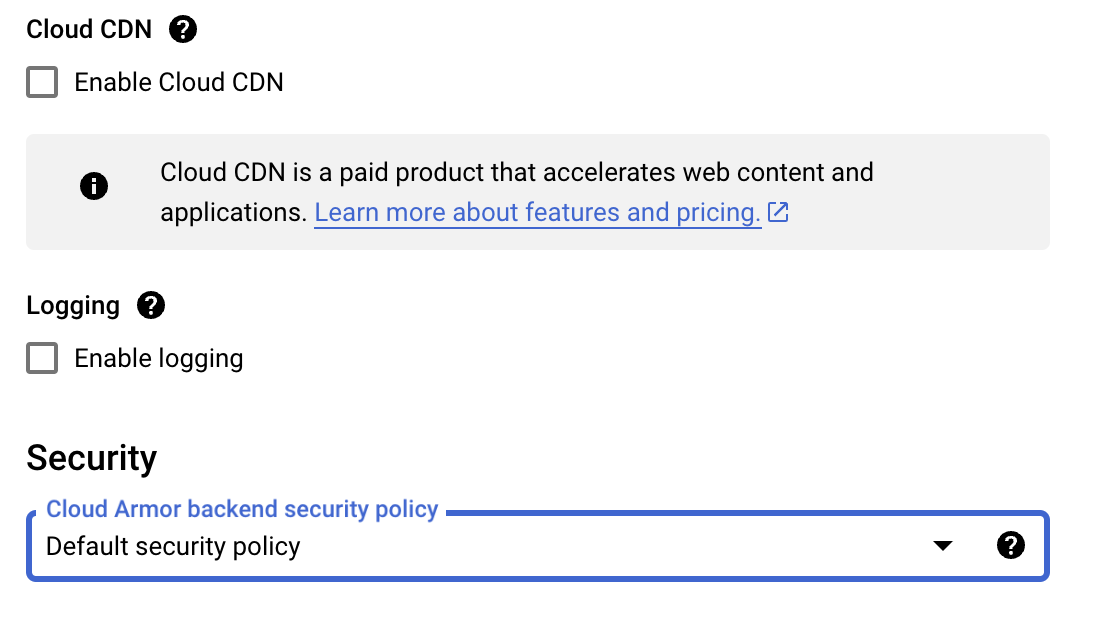 Cloud CDN
Enable Cloud CDN
Cloud CDN is a paid product that accelerates web content and
applications. Learn more about features and pricing.
Logging
Enable logging
Security
Cloud Armor backend security policy
Default security policy